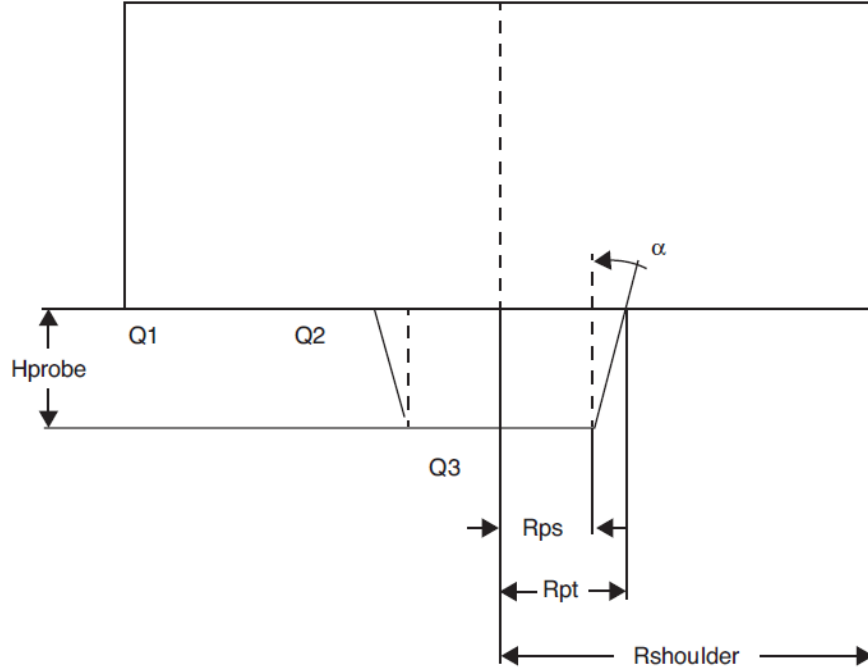 α
Q1
Q2
Hprobe
Q3
Rps
Rpt
Rshoulder